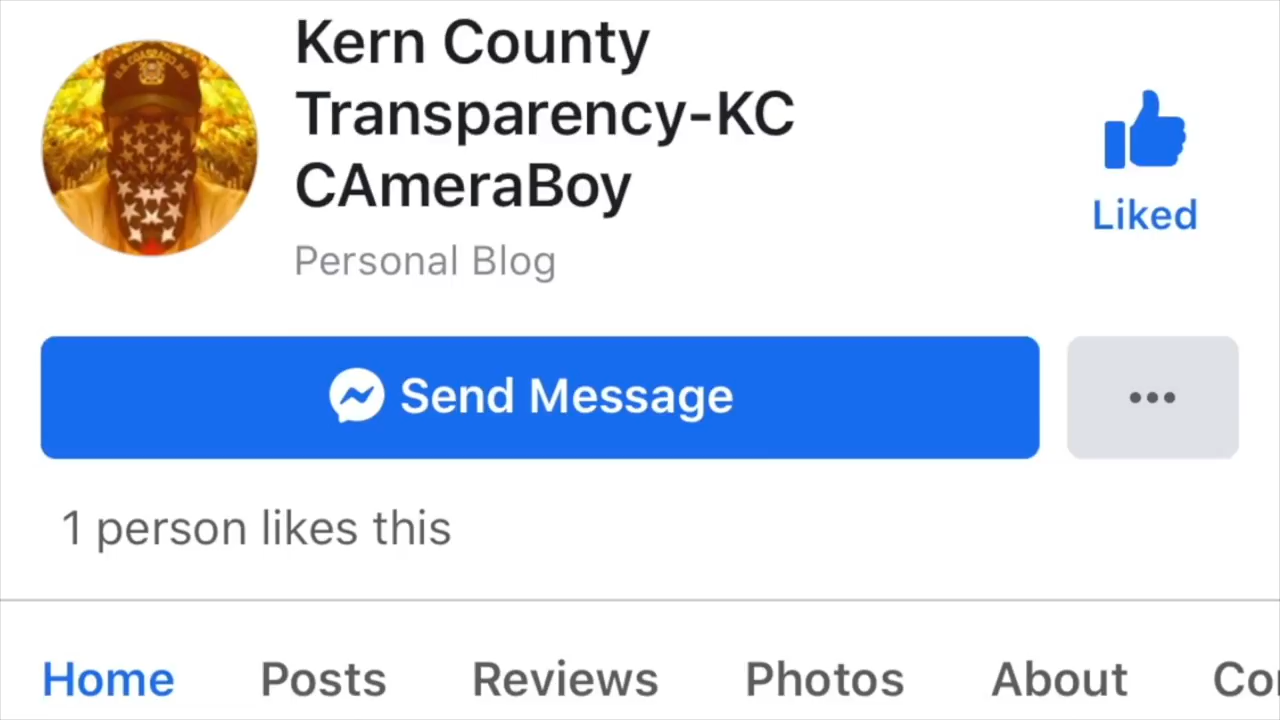 Kern County
Transparency-KC
CAmeraBoy
Personal Blog
Liked
Send Message
1 person likes this
Home Posts Reviews Photos About